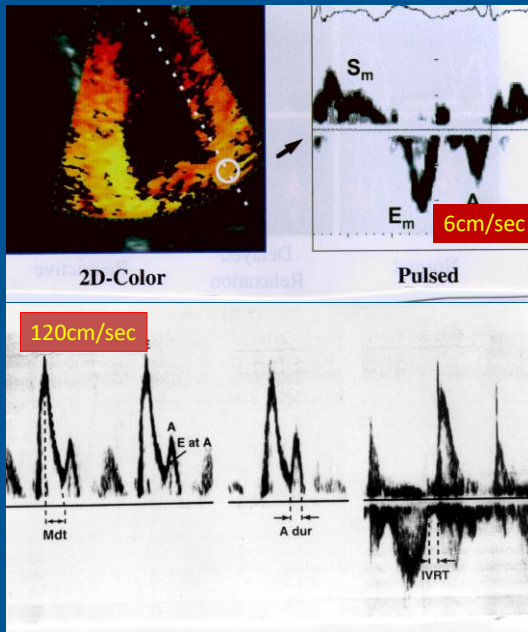 Sm
Em
A
6cm/sec
2D-Color
Pulsed
120cm/sec
E
A
E at A
Mdt
A dur
IVRT